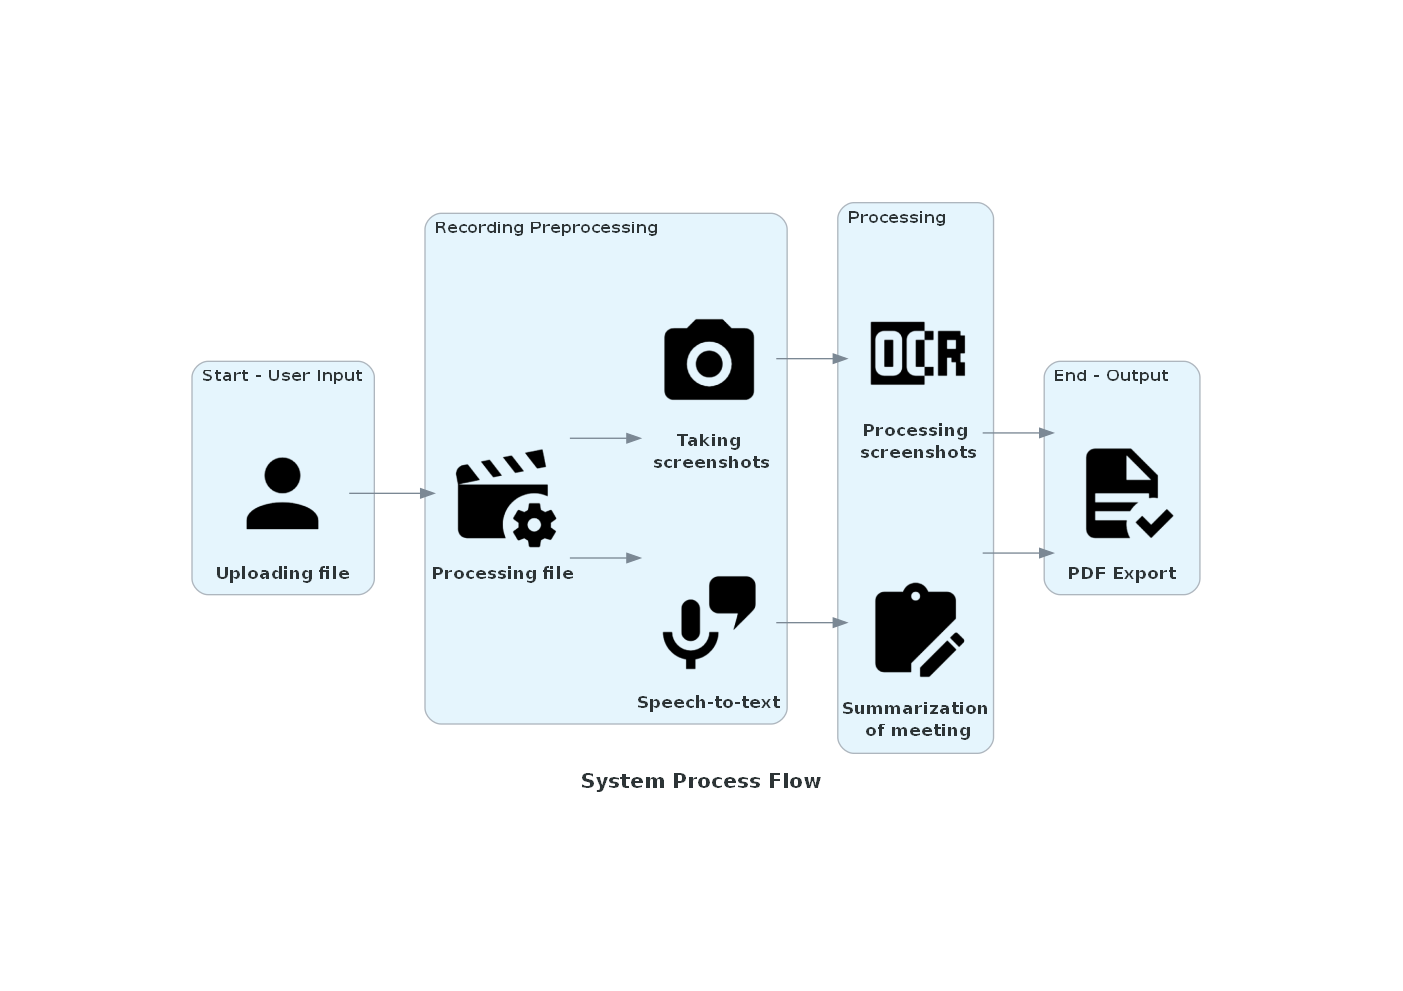 Start - User Input
Uploading file
Recording Preprocessing
Processing file
Taking
screenshots
Speech-to-text
Processing
OCR
Processing
screenshots
Summarization
of meeting
End - Output
PDF Export
System Process Flow